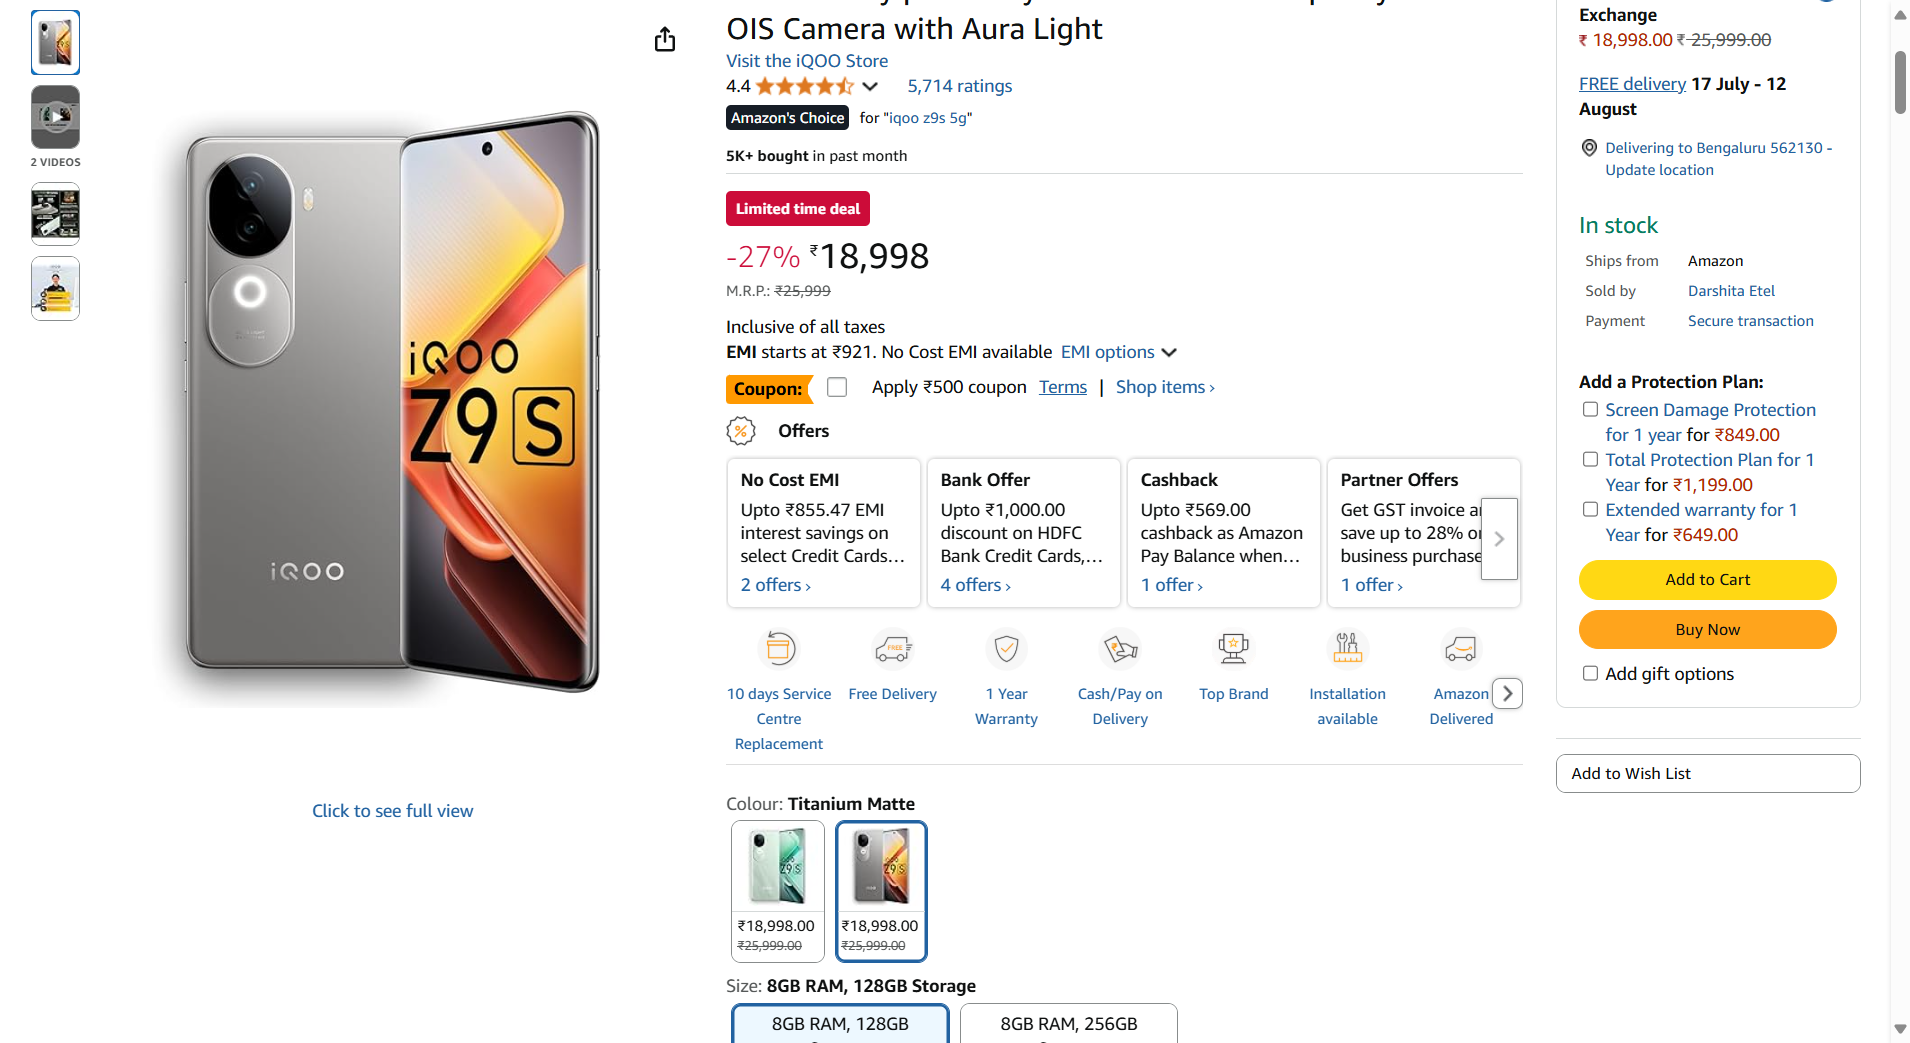 OIS Camera with Aura Light
Visit the iQOO Store
4.4
5,714 ratings
Amazon's Choice for "iqoo z9s 5g"
5K+ bought in past month
Limited time deal
-27% ₹18,998
M.R.P.: ₹25,999
Inclusive of all taxes
EMI starts at ₹921. No Cost EMI available EMI options
Coupon: Apply ₹500 coupon Terms | Shop items ›
% Offers
No Cost EMI
Upto ₹855.47 EMI
interest savings on
select Credit Cards…
2 offers ›
Bank Offer
Upto ₹1,000.00
discount on HDFC
Bank Credit Cards,…
4 offers ›
Cashback
Upto ₹569.00
cashback as Amazon
Pay Balance when…
1 offer ›
Partner Offers
Get GST invoice a
save up to 28% o
business purchase
1 offer ›
FREE
10 days Service
Centre
Replacement
Free Delivery
1 Year
Warranty
Cash/Pay on
Delivery
Top Brand
Installation
available
Amazon
Delivered
Colour: Titanium Matte
iQOO
Z9 S
iQOO
₹18,998.00
₹25,999.00
iQOO
Z9 S
₹18,998.00
₹25,999.00
Size: 8GB RAM, 128GB Storage
8GB RAM, 128GB
8GB RAM, 256GB
2 VIDEOS
iQOO
Z9 S
iQOO
Click to see full view
Exchange
₹ 18,998.00 ₹ 25,999.00
FREE delivery 17 July - 12
August
Delivering to Bengaluru 562130 -
Update location
In stock
Ships from Amazon
Sold by Darshita Etel
Payment Secure transaction
Add a Protection Plan:
Screen Damage Protection
for 1 year for ₹849.00
Total Protection Plan for 1
Year for ₹1,199.00
Extended warranty for 1
Year for ₹649.00
Add to Cart
Buy Now
Add gift options
Add to Wish List